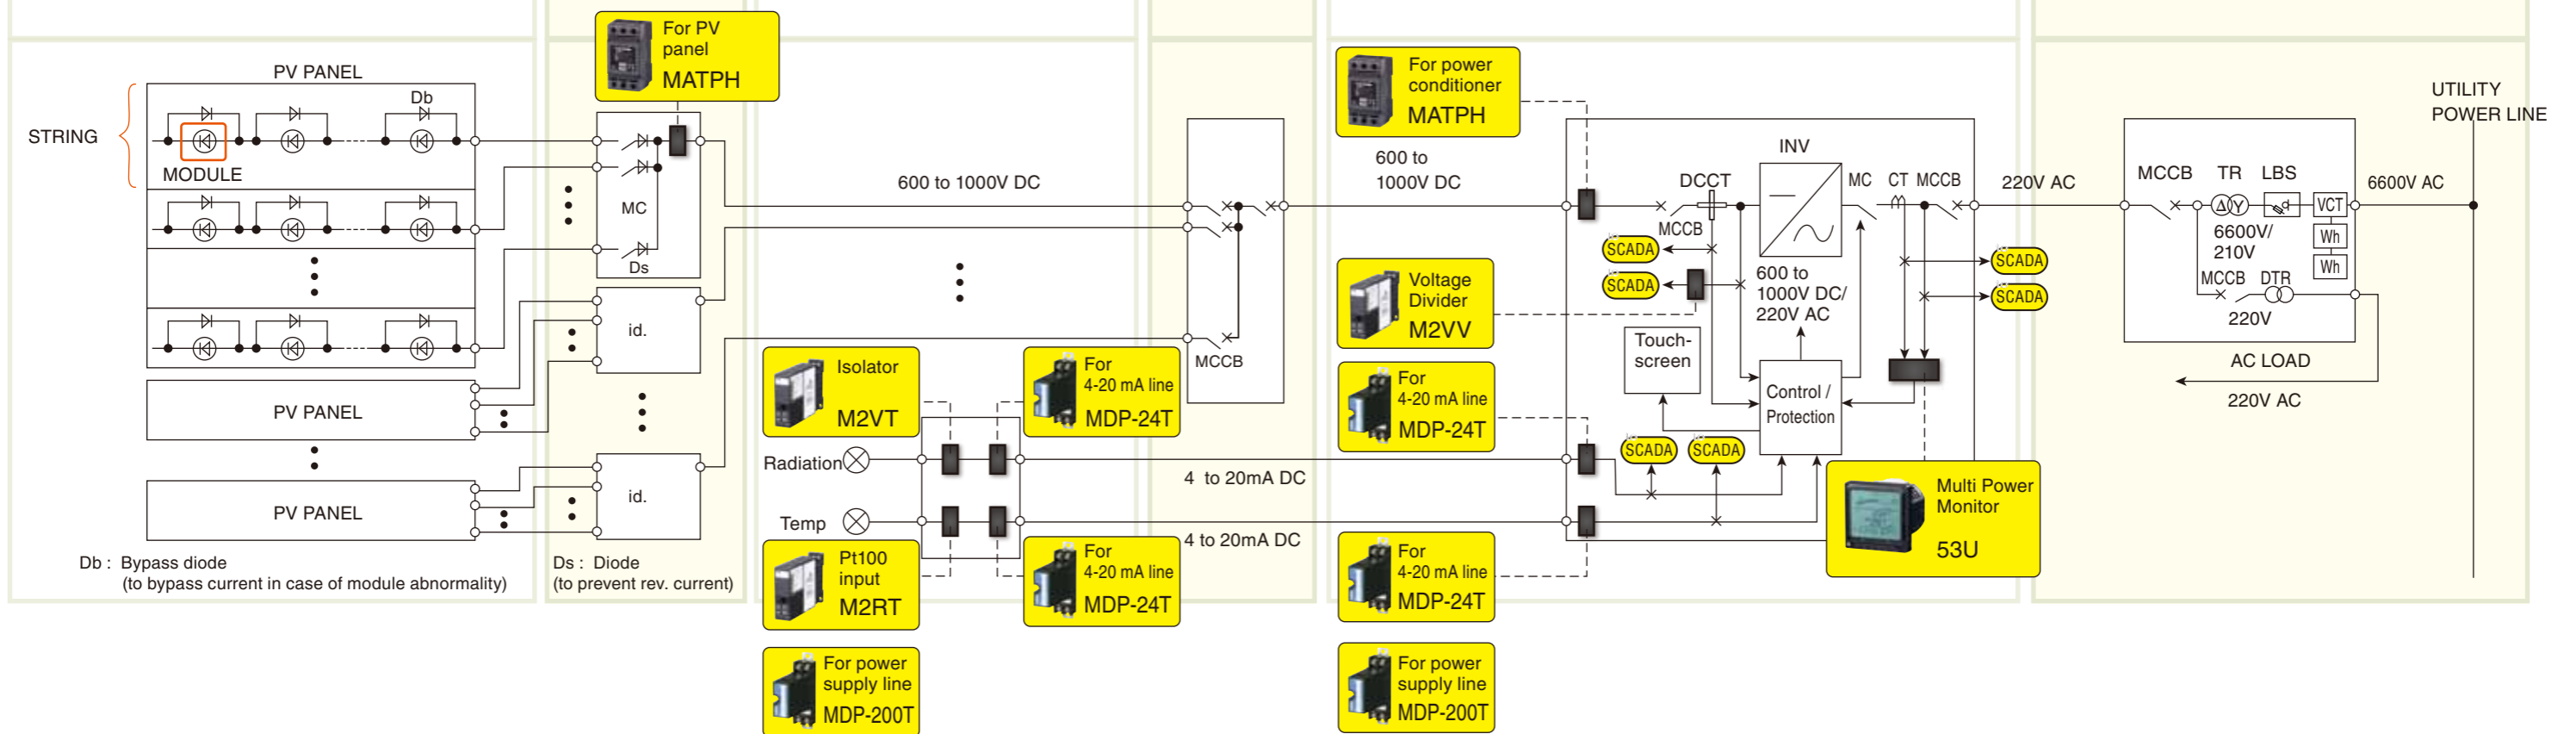 PV PANEL
STRING
Db
MODULE
PV PANEL
PV PANEL
Db : Bypass diode
(to bypass current in case of module abnormality)
For PV
panel
MATPH
MC
Ds
id.
id.
Ds : Diode
(to prevent rev. current)
600 to 1000V DC
Isolator
M2VT
For
4-20 mA line
MDP-24T
Radiation
Temp
Pt100
input
M2RT
For
4-20 mA line
MDP-24T
For power
supply line
MDP-200T
4 to 20mA DC
4 to 20mA DC
MCCB
For power
conditioner
MATPH
600 to
1000V DC
Voltage
Divider
M2VV
For
4-20 mA line
MDP-24T
For
4-20 mA line
MDP-24T
For power
supply line
MDP-200T
INV
DCCT
MC
CT
MCCB
MCCB
SCADA
SCADA
600 to
1000V DC/
220V AC
SCADA
SCADA
Touch-
screen
Control /
Protection
SCADA
SCADA
Multi Power
Monitor
53U
220V AC
MCCB
TR
LBS
VCT
Wh
Wh
6600V/
210V
MCCB
DTR
220V
6600V AC
UTILITY
POWER LINE
AC LOAD
220V AC